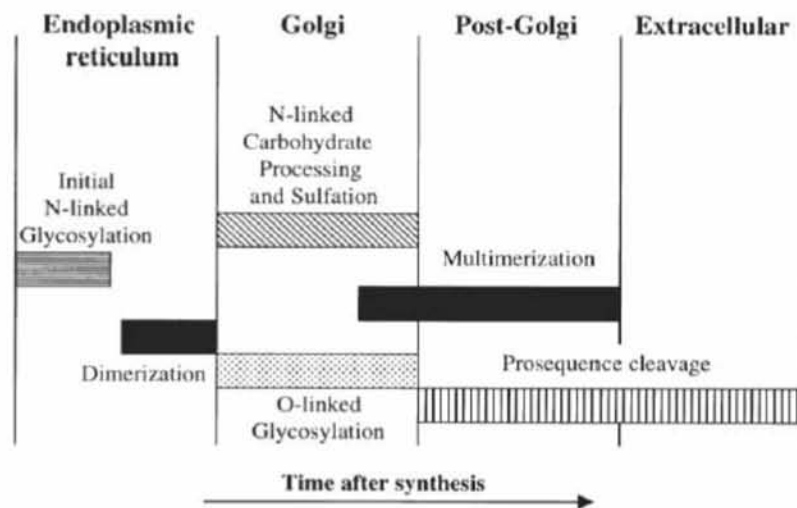 Endoplasmic
reticulum
Golgi
Post-Golgi
Extracellular
N-linked
Carbohydrate
Processing
and Sulfation
Initial
N-linked
Glycosylation
Multimerization
Dimerization
Prosequence cleavage
O-linked
Glycosylation
Time after synthesis